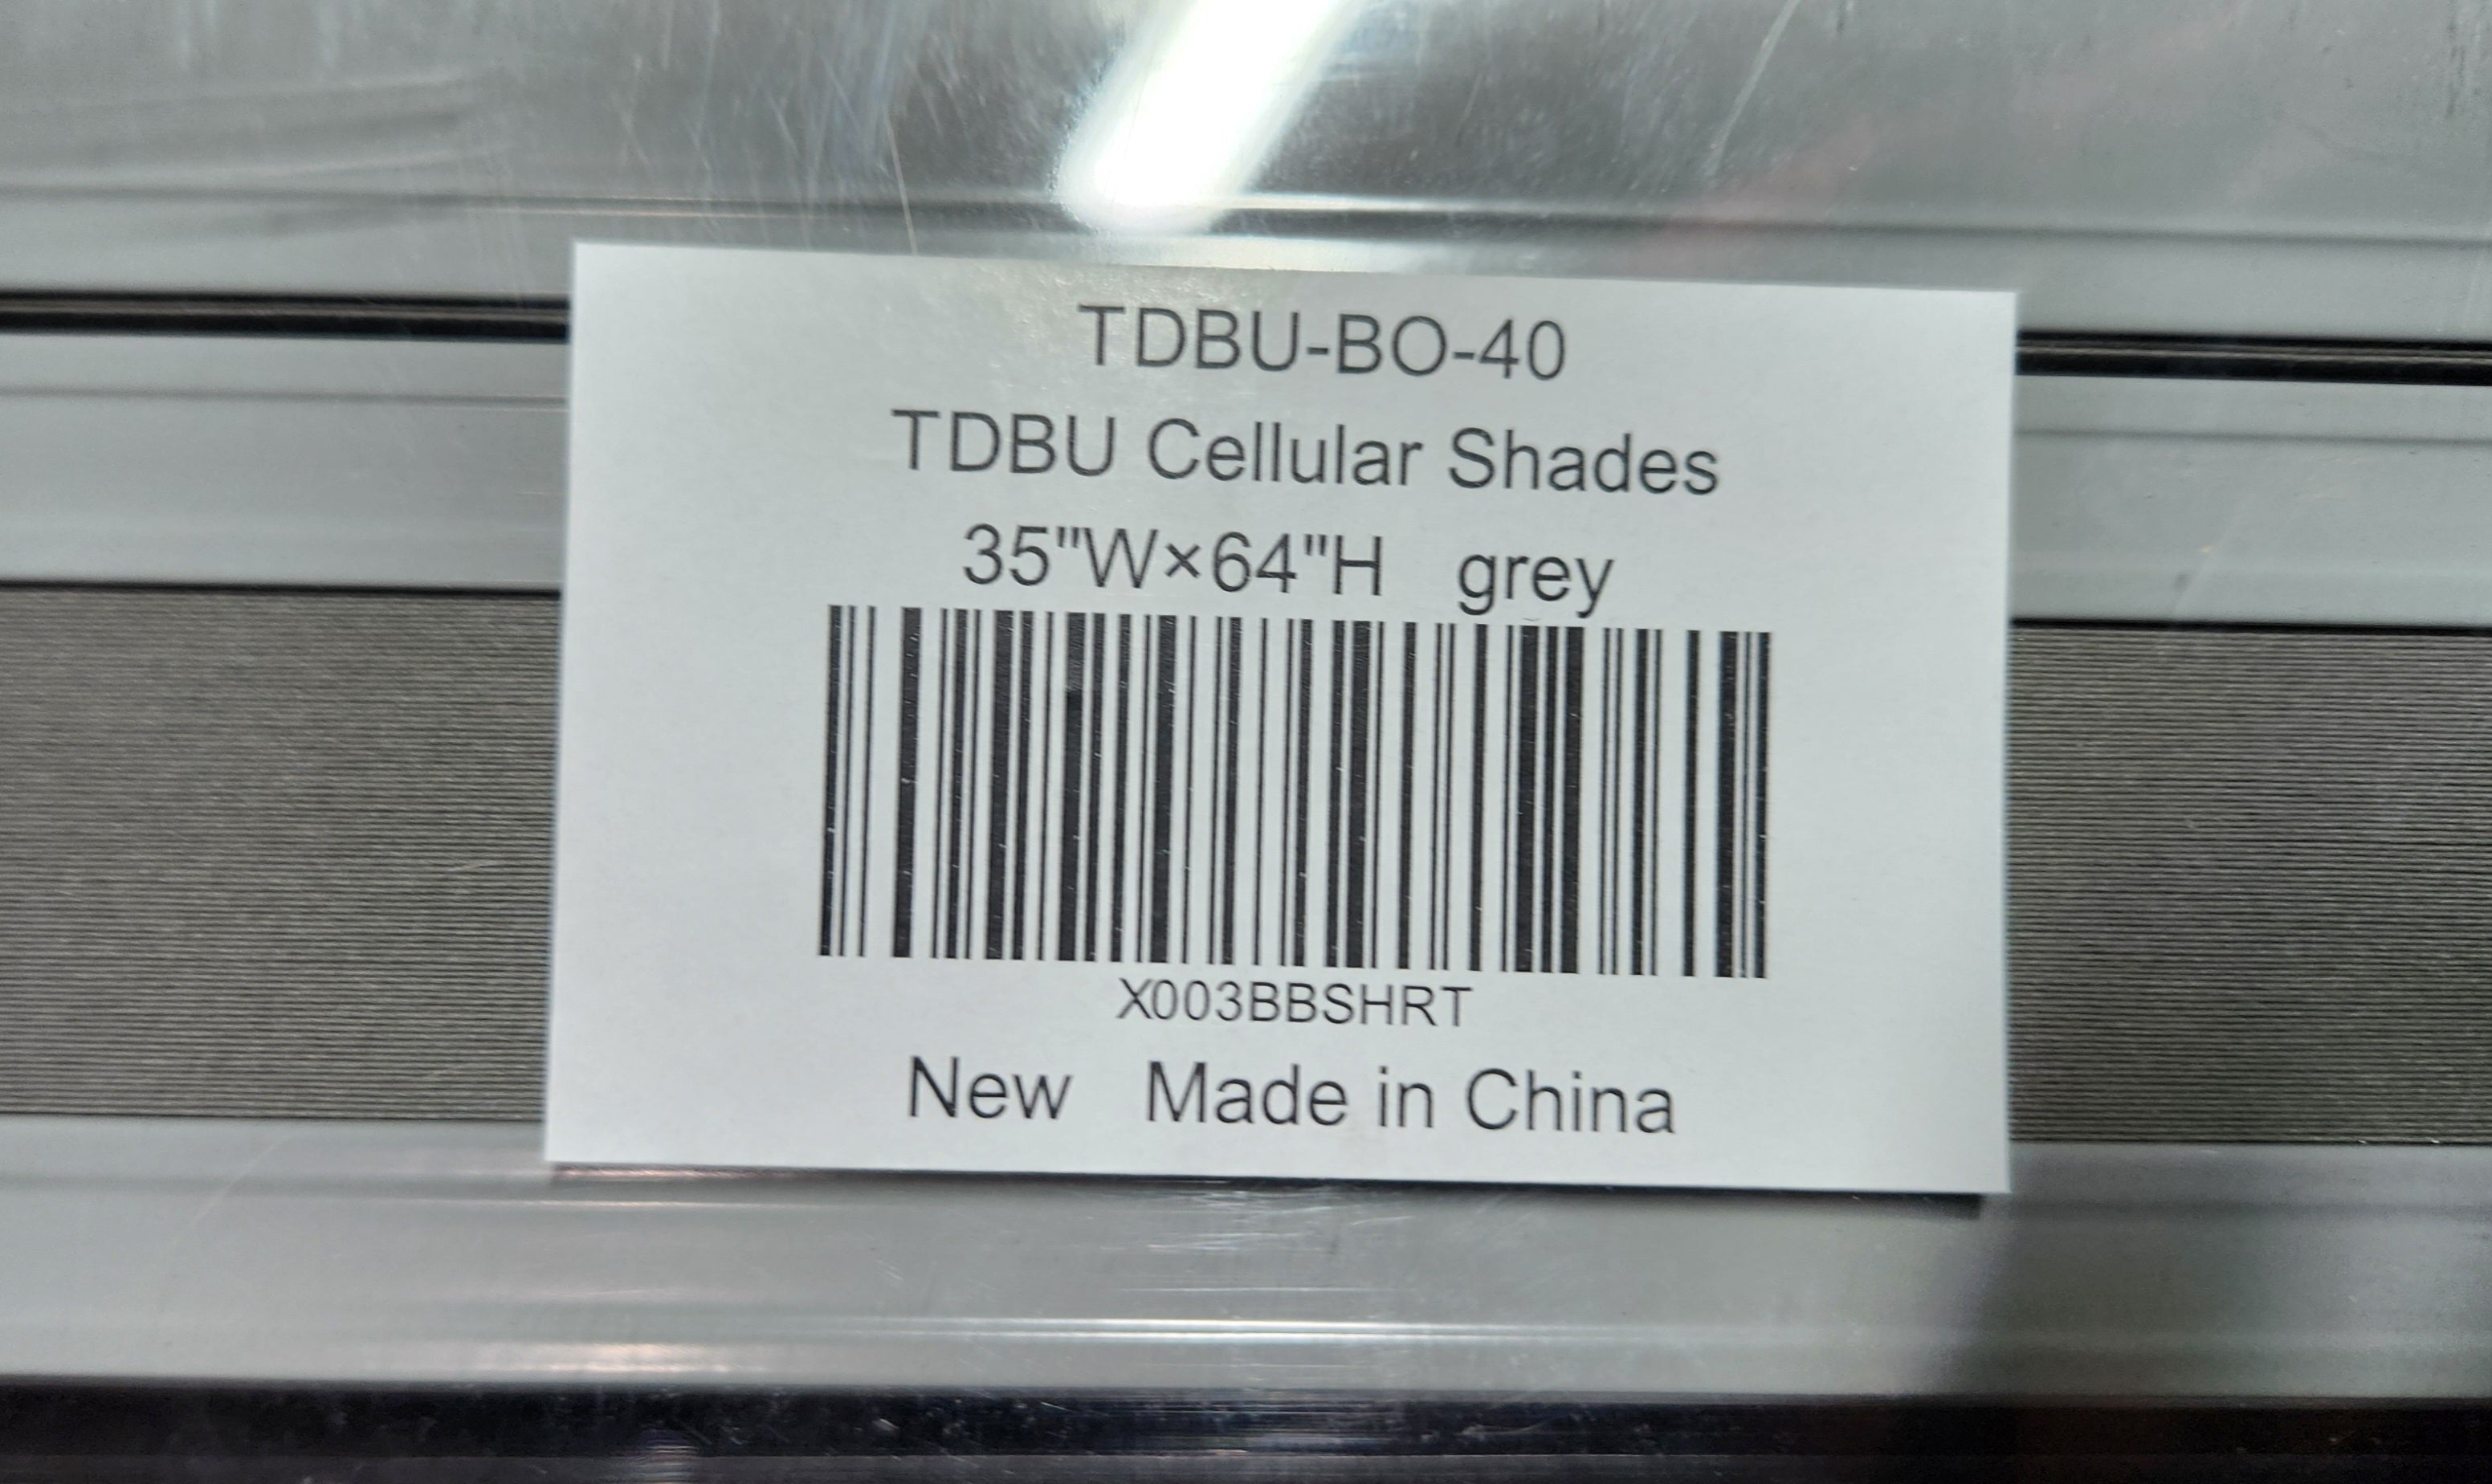 TDBU-BO-40
TDBU Cellular Shades
35"W×64"H grey
X003BBSHRT
New Made in China